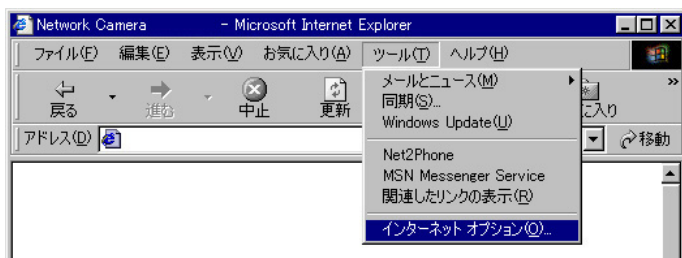 Network Camera - Microsoft Internet Explorer
ファイル(F) 編集(E) 表示(V) お気に入り(A) ツール(T) ヘルプ(H)
戻る 進む 中止 更新 に入り
アドレス(D) 移動
メールとニュース(M)
同期(S)...
Windows Update(U)
Net2Phone
MSN Messenger Service
関連したリンクの表示(R)
インターネット オプション(O)...